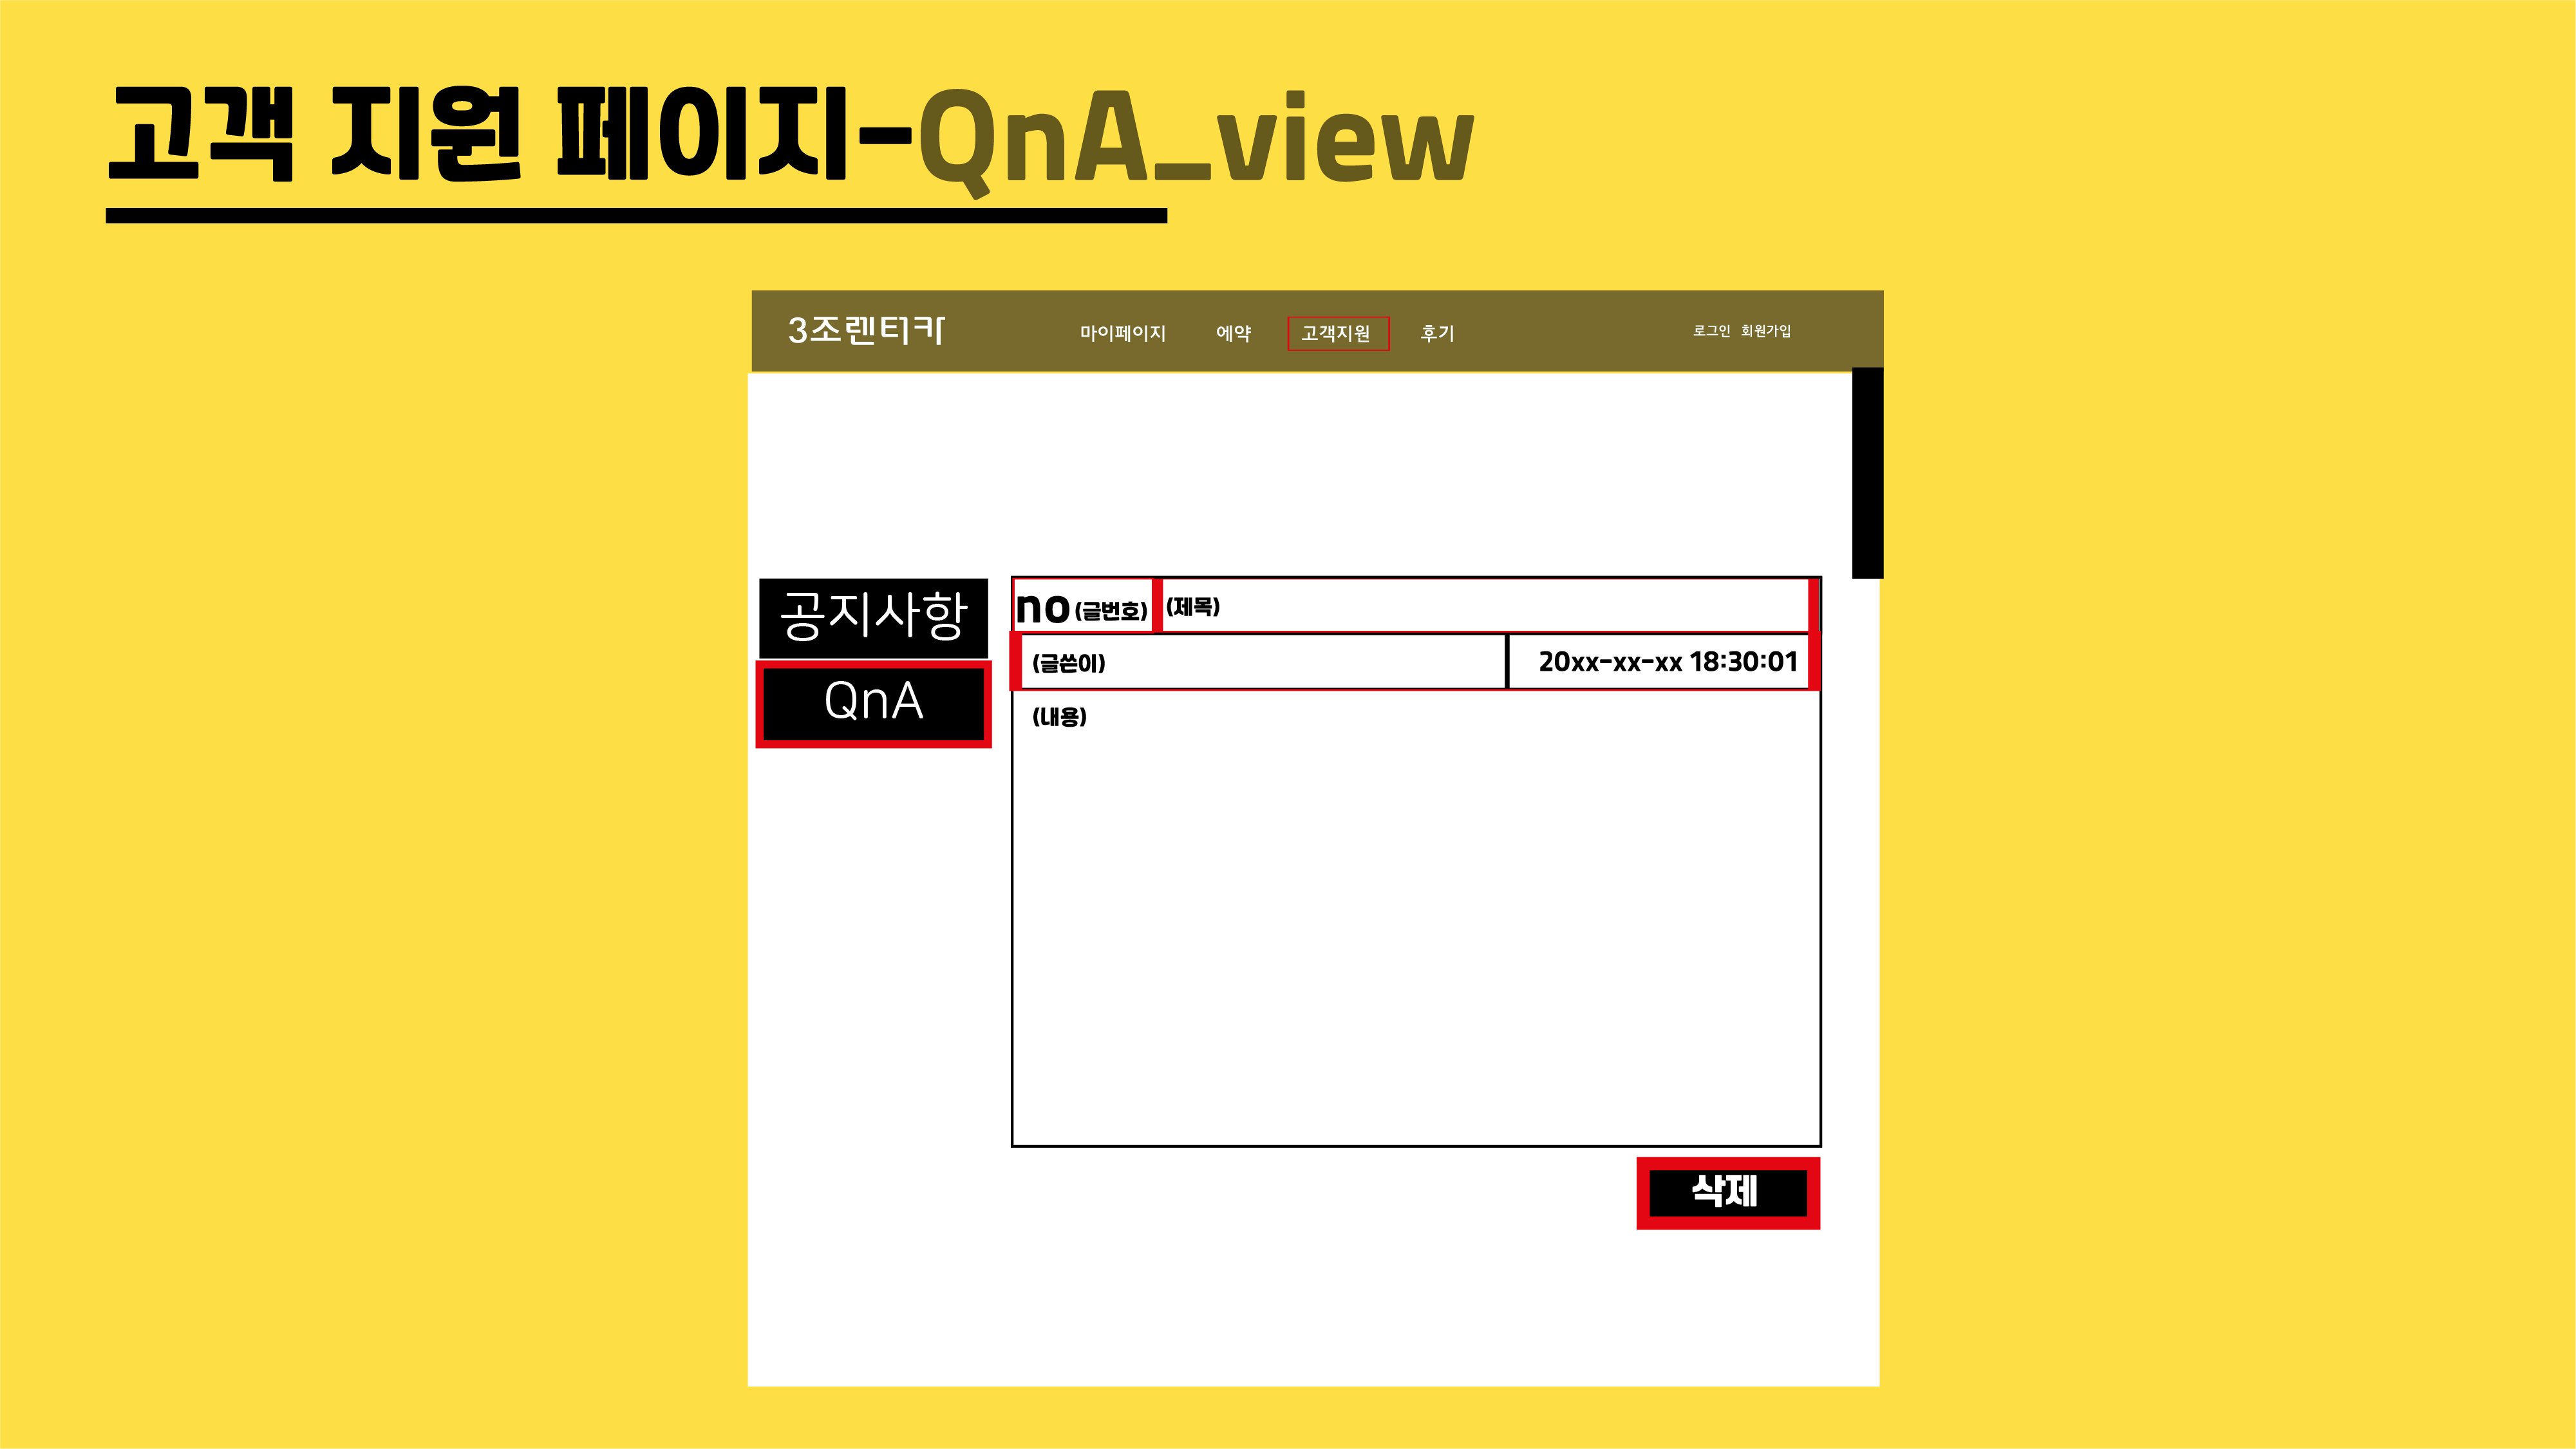 고객 지원 페이지-QnA_view
3조렌터카 마이페이지 에약 고객지원 후기 로그인 회원가입
공지사항
QnA
no (글번호) (제목)
(글쓴이) 20xx-xx-xx 18:30:01
(내용)
삭제